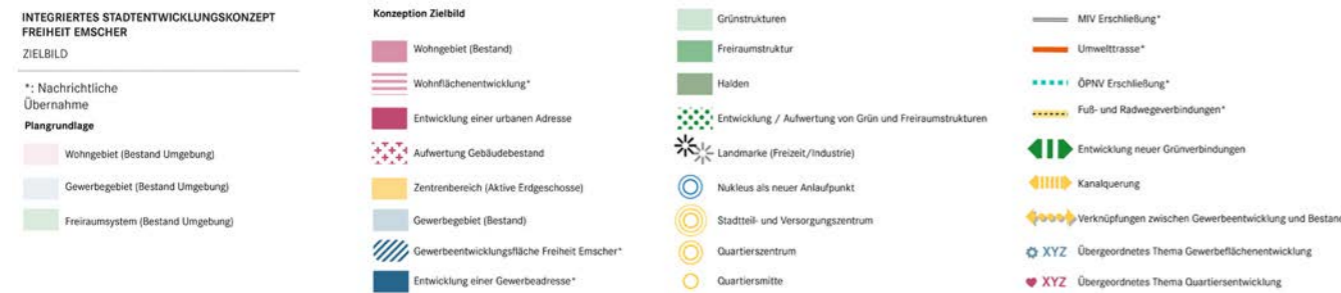 INTEGRIERTES STADTENTWICKLUNGSKONZEPT
FREIHEIT EMSCHER
ZIELBILD
*: Nachrichtliche
Übernahme
Plangrundlage
Wohngebiet (Bestand Umgebung)
Gewerbegebiet (Bestand Umgebung)
Freiraumsystem (Bestand Umgebung)
Konzeption Zielbild
Wohngebiet (Bestand)
Wohnflächenentwicklung*
Entwicklung einer urbanen Adresse
Aufwertung Gebäudebestand
Zentrenbereich (Aktive Erdgeschosse)
Gewerbegebiet (Bestand)
Gewerbeentwicklungsfläche Freiheit Emscher*
Entwicklung einer Gewerbeadresse*
Grünstrukturen
Freiraumstruktur
Halden
Entwicklung / Aufwertung von Grün und Freiraumstrukturen
Landmarke (Freizeit/Industrie)
Nukleus als neuer Anlaufpunkt
Stadtteil- und Versorgungszentrum
Quartierszentrum
Quartiersmitte
MIV Erschließung*
Umwelttrasse*
ÖPNV Erschließung*
Fuß- und Radwegeverbindungen*
Entwicklung neuer Grünverbindungen
Kanalquerung
Verknüpfungen zwischen Gewerbeentwicklung und Bestand
XYZ Übergeordnetes Thema Gewerbeflächenentwicklung
XYZ Übergeordnetes Thema Quartiersentwicklung